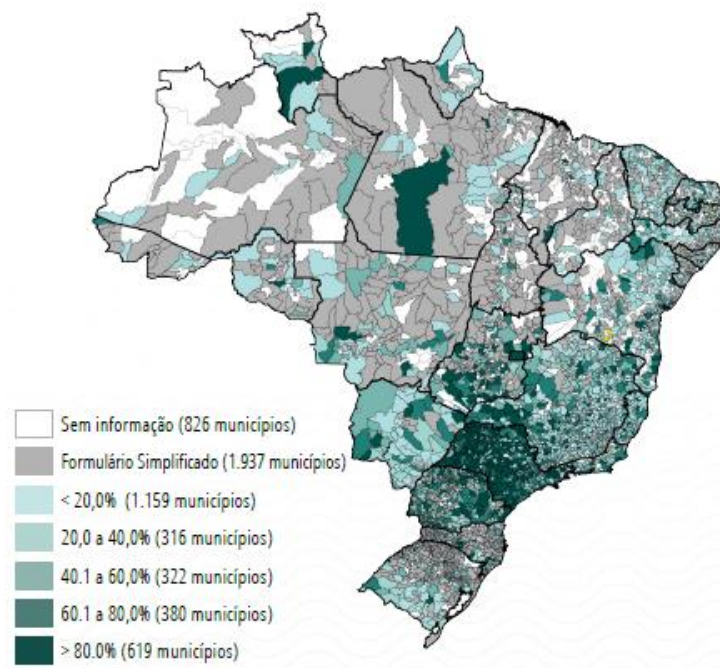 Sem informação (826 municípios)
Formulário Simplificado (1.937 municípios)
< 20,0% (1.159 municípios)
20,0 a 40,0% (316 municípios)
40.1 a 60,0% (322 municípios)
60.1 a 80,0% (380 municípios)
> 80.0% (619 municípios)